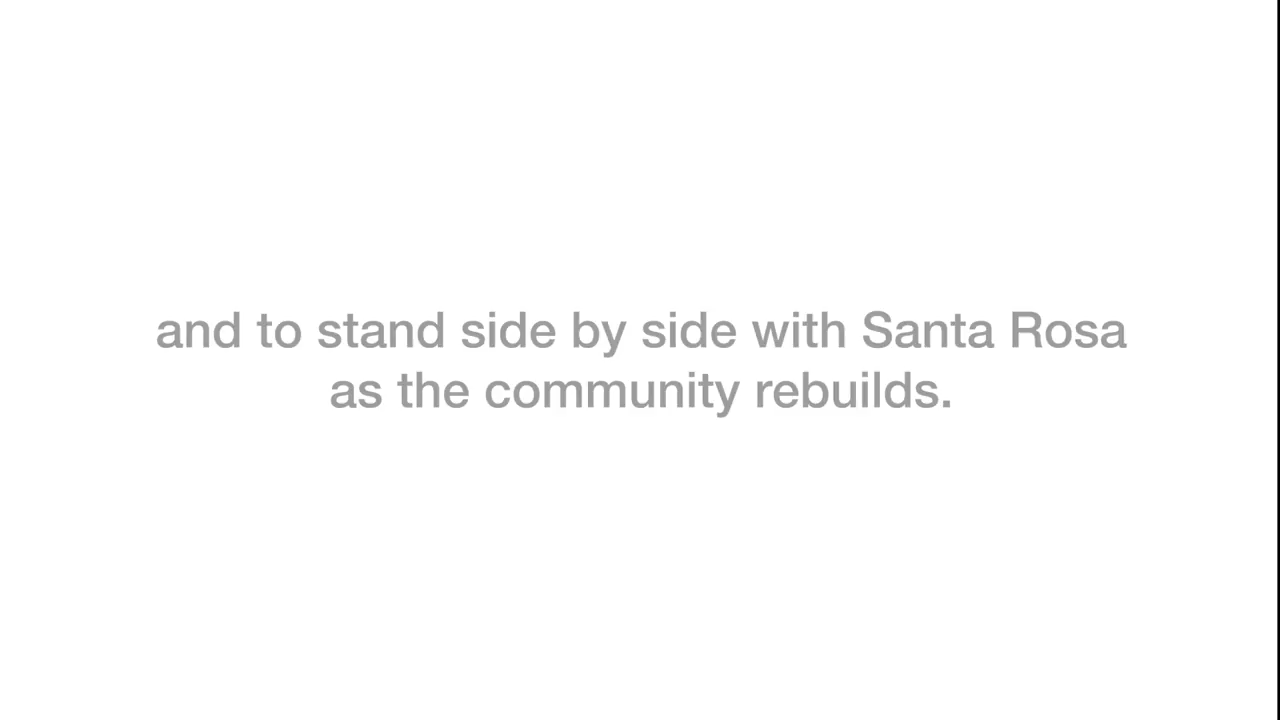 and to stand side by side with Santa Rosa
as the community rebuilds.